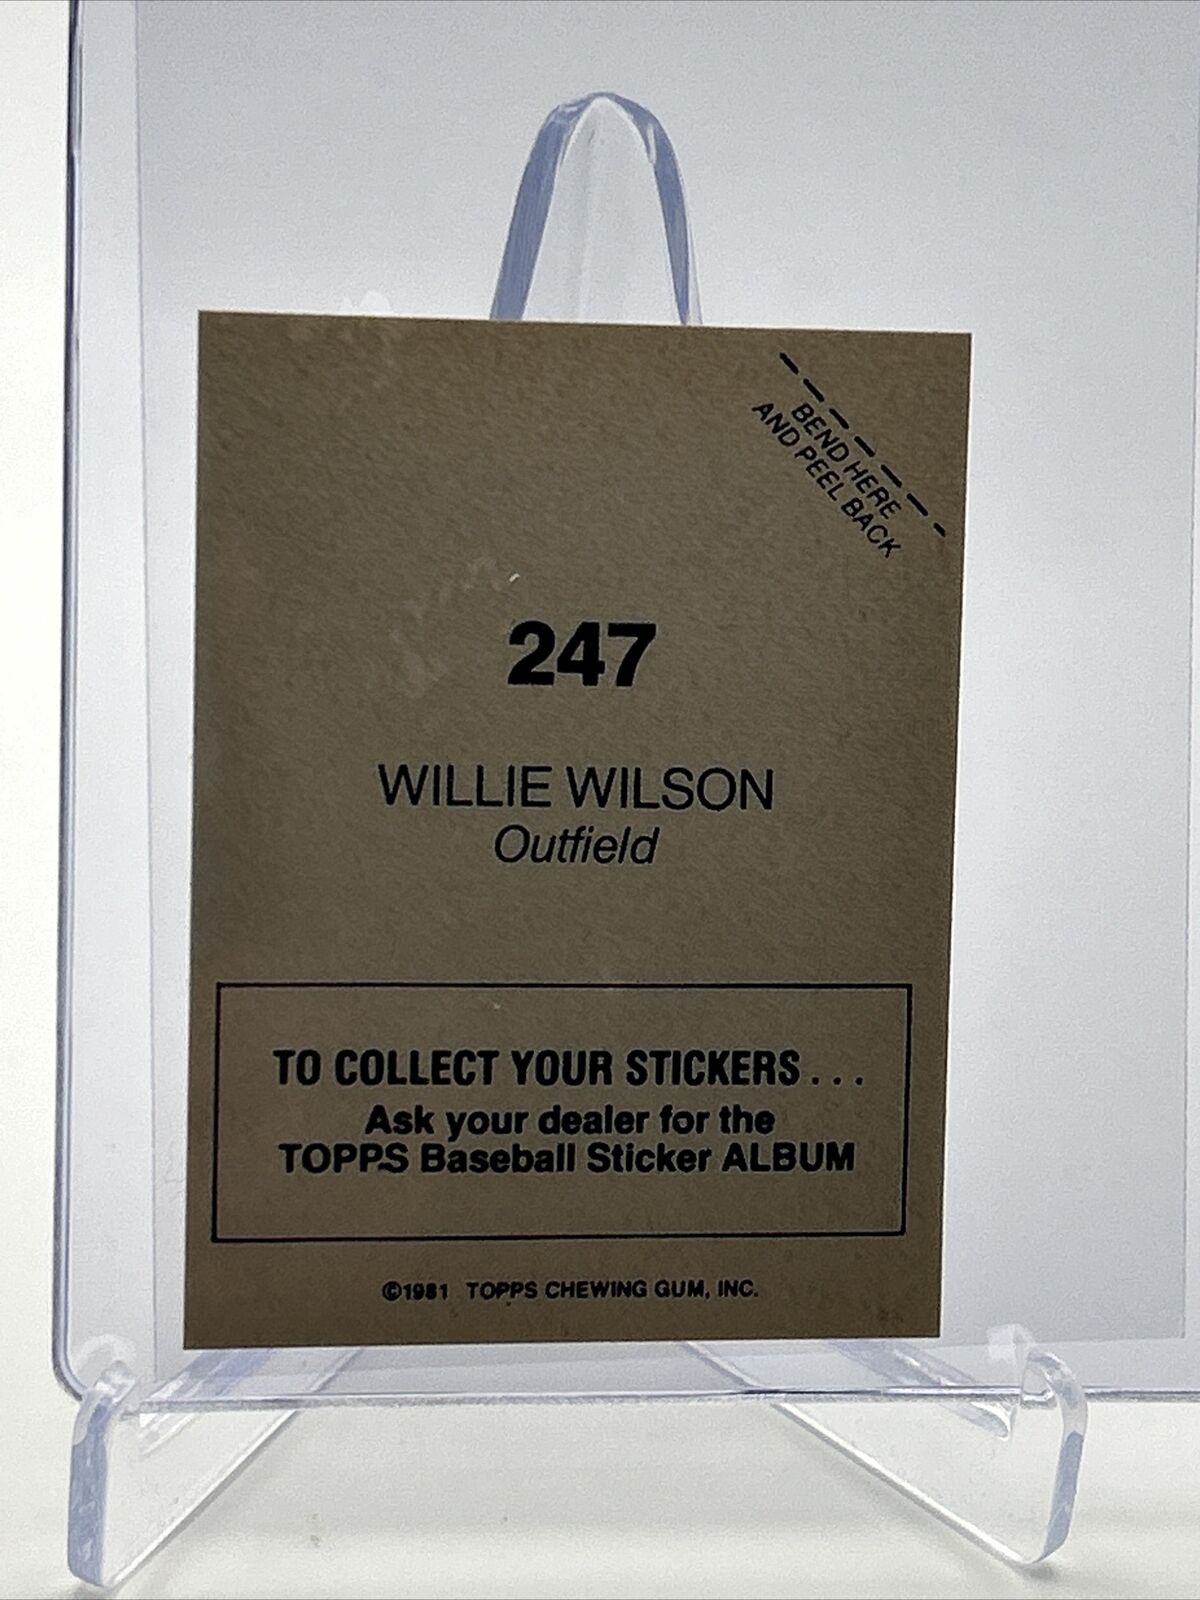 BEND HERE
AND PEEL BACK
247
WILLIE WILSON
Outfield
TO COLLECT YOUR STICKERS...
Ask your dealer for the
TOPPS Baseball Sticker ALBUM
©1981 TOPPS CHEWING GUM, INC.